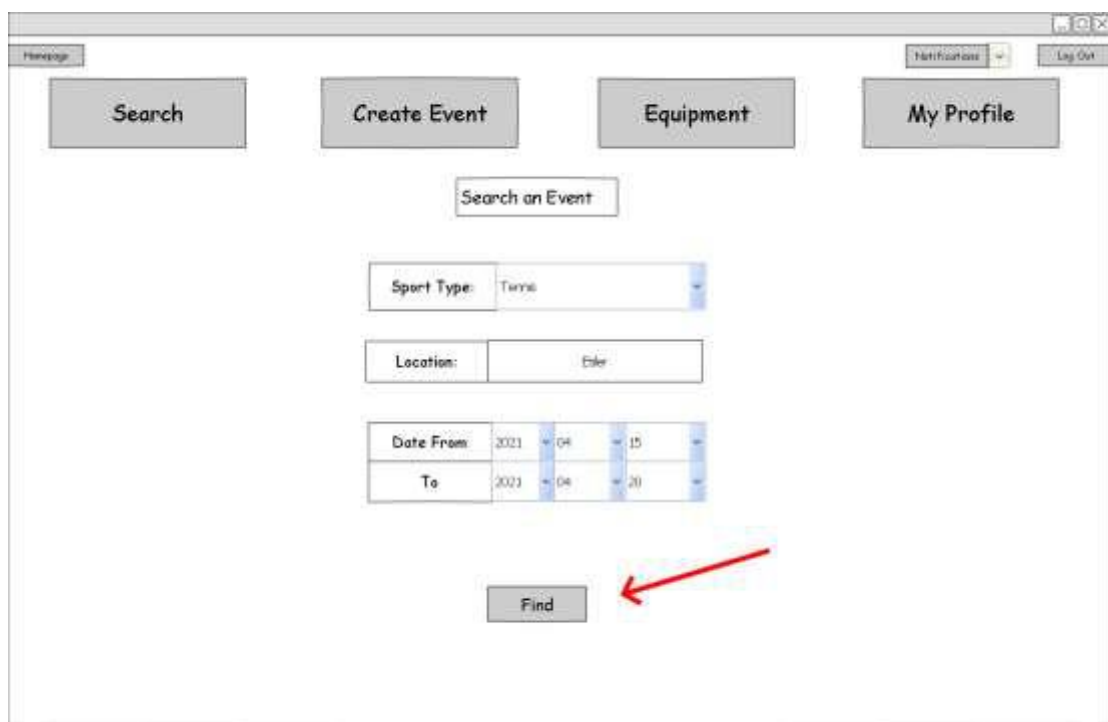 Homepage
Notifications
Log Out
Search
Create Event
Equipment
My Profile
Search an Event
Sport Type: Tennis
Location:
Date From 2021 04 15
To 2021 04 20
Find